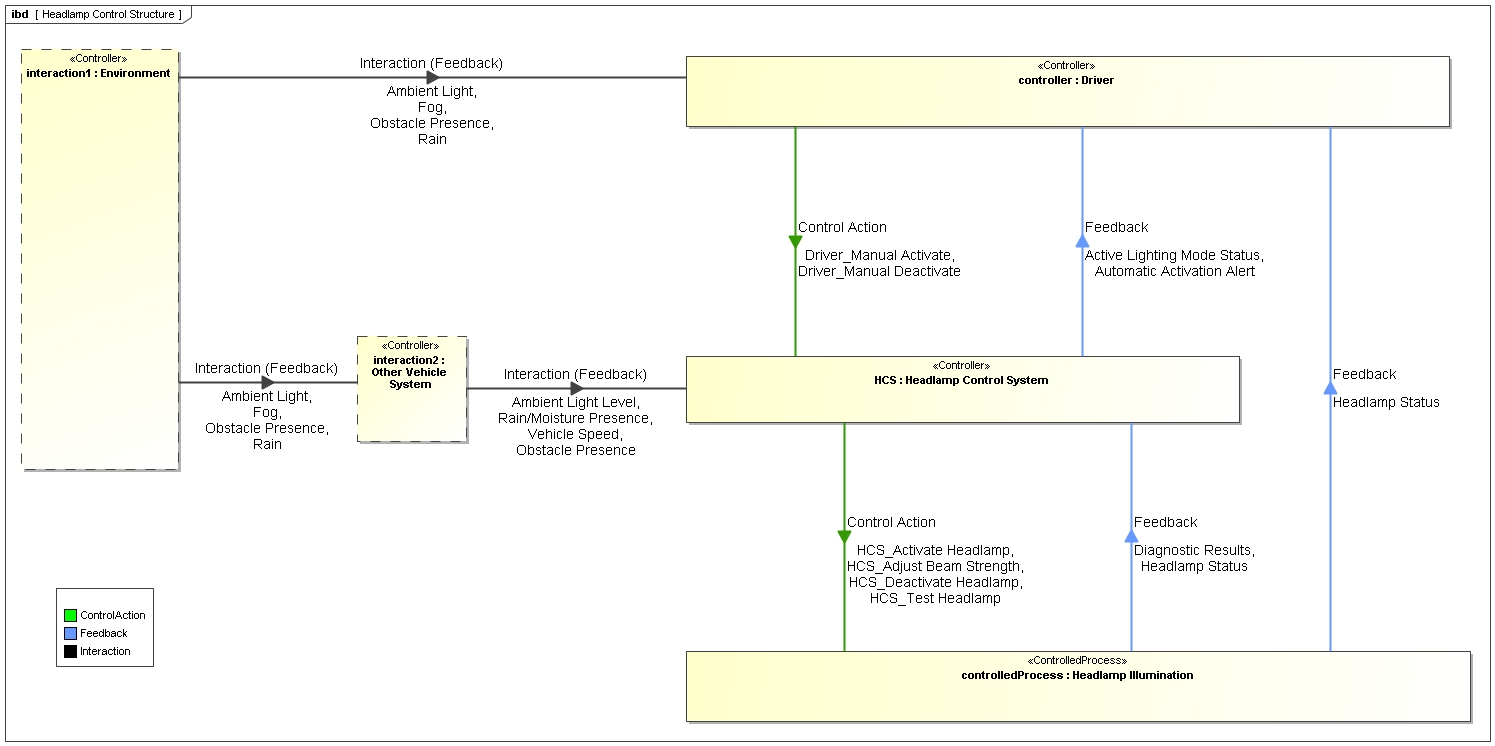 ibd [ Headlamp Control Structure ]
«Controller»
interaction1 : Environment
Interaction (Feedback)
Ambient Light,
Fog,
Obstacle Presence,
Rain
«Controller»
controller : Driver
Control Action
Driver_Manual Activate,
Driver_Manual Deactivate
Feedback
Active Lighting Mode Status,
Automatic Activation Alert
Interaction (Feedback)
Ambient Light,
Fog,
Obstacle Presence,
Rain
«Controller»
interaction2 :
Other Vehicle
System
Interaction (Feedback)
Ambient Light Level,
Rain/Moisture Presence,
Vehicle Speed,
Obstacle Presence
«Controller»
HCS : Headlamp Control System
Feedback
Headlamp Status
Control Action
HCS_Activate Headlamp,
HCS_Adjust Beam Strength,
HCS_Deactivate Headlamp,
HCS_Test Headlamp
Feedback
Diagnostic Results,
Headlamp Status
ControlAction
Feedback
Interaction
«ControlledProcess»
controlledProcess : Headlamp Illumination